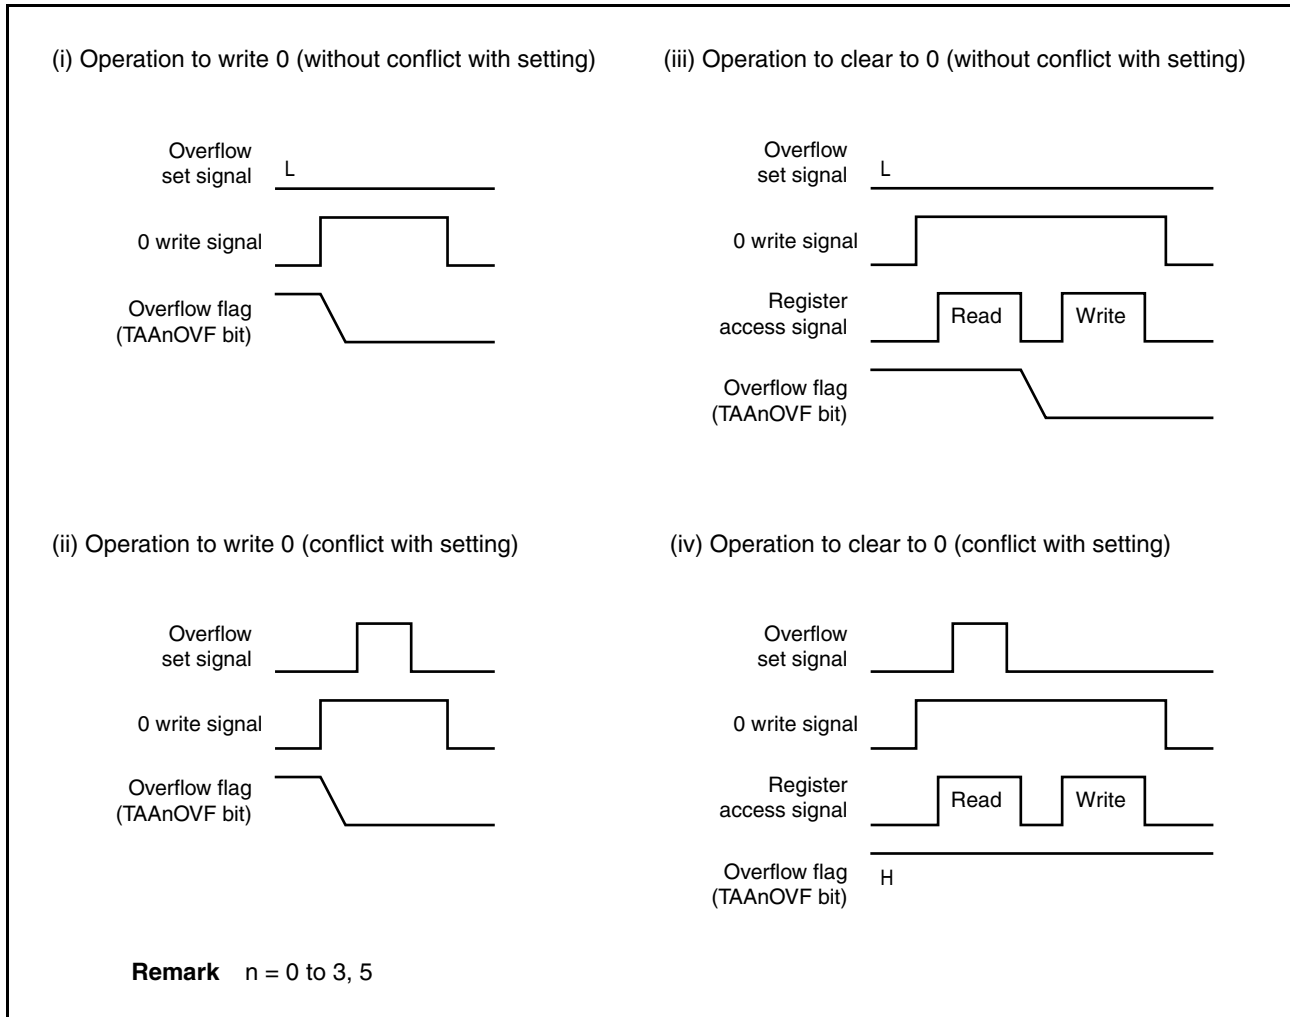 (i) Operation to write 0 (without conflict with setting)
Overflow
set signal
L
0 write signal
Overflow flag
(TAAnOVF bit)
(iii) Operation to clear to 0 (without conflict with setting)
Overflow
set signal
L
0 write signal
Register
access signal
Read
Write
Overflow flag
(TAAnOVF bit)
(ii) Operation to write 0 (conflict with setting)
Overflow
set signal
0 write signal
Overflow flag
(TAAnOVF bit)
(iv) Operation to clear to 0 (conflict with setting)
Overflow
set signal
0 write signal
Register
access signal
Read
Write
Overflow flag
(TAAnOVF bit)
H
Remark n = 0 to 3, 5